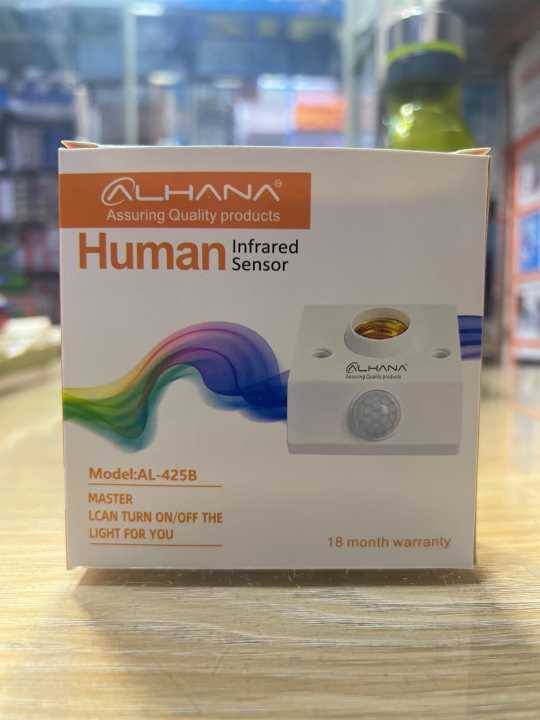 ALHANA®
Assuring Quality products
Human Infrared
Sensor
ALHANA
Assuring Quality products
Model:AL-425B
MASTER
LCAN TURN ON/OFF THE
LIGHT FOR YOU
18 month warranty